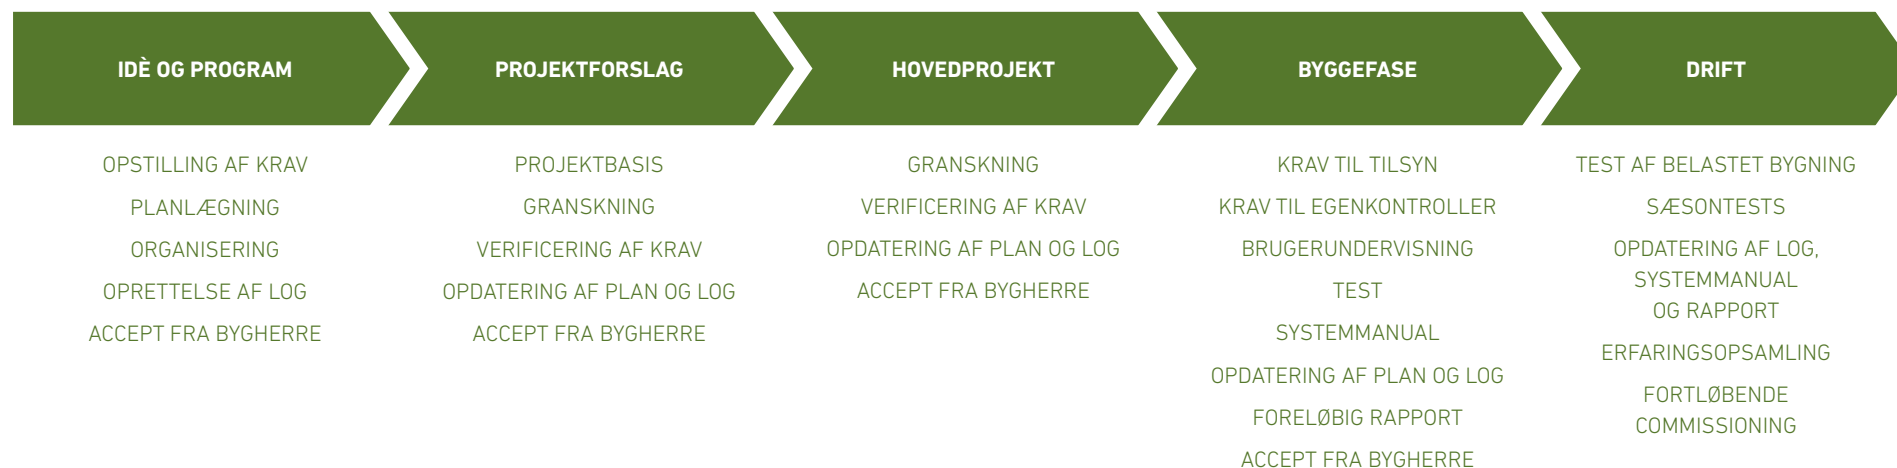 IDÈ OG PROGRAM
OPSTILLING AF KRAV
PLANLÆGNING
ORGANISERING
OPRETTELSE AF LOG
ACCEPT FRA BYGHERRE
PROJEKTFORSLAG
PROJEKTBASIS
GRANSKNING
VERIFICERING AF KRAV
OPDATERING AF PLAN OG LOG
ACCEPT FRA BYGHERRE
HOVEDPROJEKT
GRANSKNING
VERIFICERING AF KRAV
OPDATERING AF PLAN OG LOG
ACCEPT FRA BYGHERRE
BYGGEFASE
KRAV TIL TILSYN
KRAV TIL EGENKONTROLLER
BRUGERUNDERVISNING
TEST
SYSTEMMANUAL
OPDATERING AF PLAN OG LOG
FORELØBIG RAPPORT
ACCEPT FRA BYGHERRE
DRIFT
TEST AF BELASTET BYGNING
SÆSONTESTS
OPDATERING AF LOG,
SYSTEMMANUAL
OG RAPPORT
ERFARINGSOPSAMLING
FORTLØBENDE
COMMISSIONING